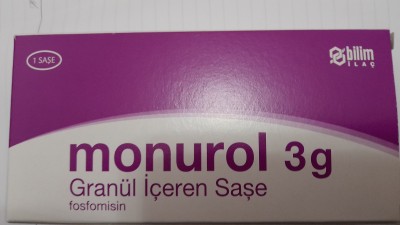 1 SAŞE
bilim
İLAÇ
monurol 3g
Granül İçeren Saşe
fosfomisin